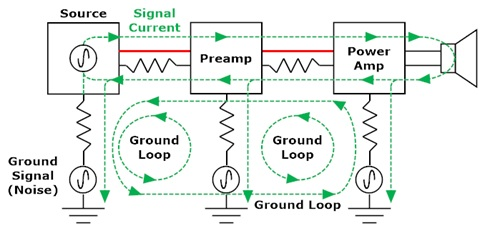 Source
Signal
Current
Preamp
Power
Amp
Ground
Loop
Ground
Loop
Ground
Signal
(Noise)
Ground Loop